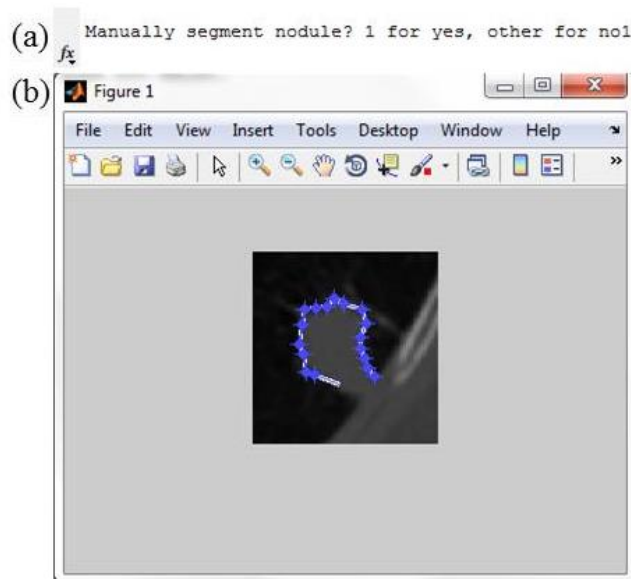 (a) Manually segment nodule? 1 for yes, other for no1
fx
(b) Figure 1
File Edit View Insert Tools Desktop Window Help